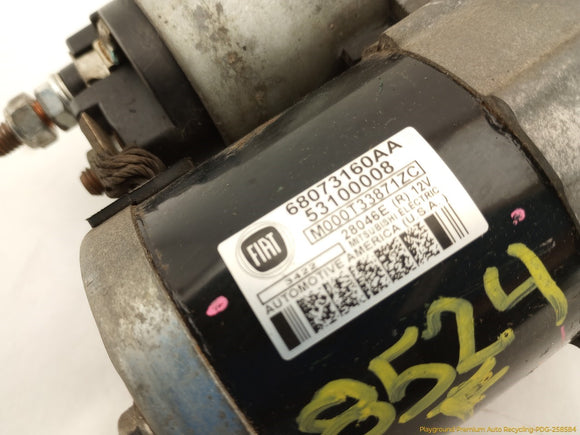 68073160AA
53100008
M000T33871ZC
28046E (R) 12V
MITSUBISHI ELECTRIC
AUTOMOTIVE AMERICA (U.S.A.)
FIAT
3422
8524
Playground Premium Auto Recycling-PDG-258584